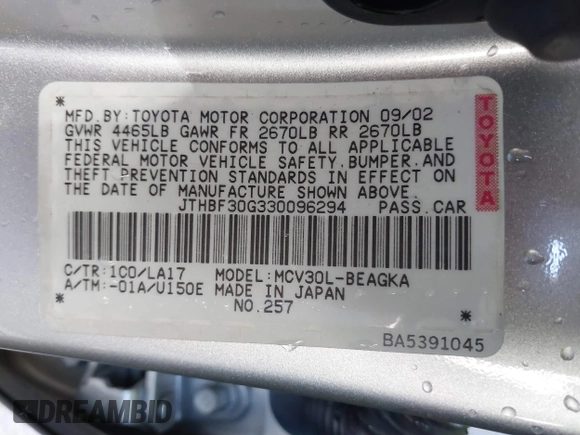 MFD. BY: TOYOTA MOTOR CORPORATION 09/02
GVWR 4465LB GAWR FR 2670LB RR 2670LB
THIS VEHICLE CONFORMS TO ALL APPLICABLE
FEDERAL MOTOR VEHICLE SAFETY, BUMPER, AND
THEFT PREVENTION STANDARDS IN EFFECT ON
THE DATE OF MANUFACTURE SHOWN ABOVE.
JTHBF30G330096294 PASS. CAR
TOYOTA
C/TR: 1C0/LA17 MODEL: MCV30L-BEAGKA
A/TM: -01A/U150E MADE IN JAPAN
NO. 257
BA5391045
DREAMBID